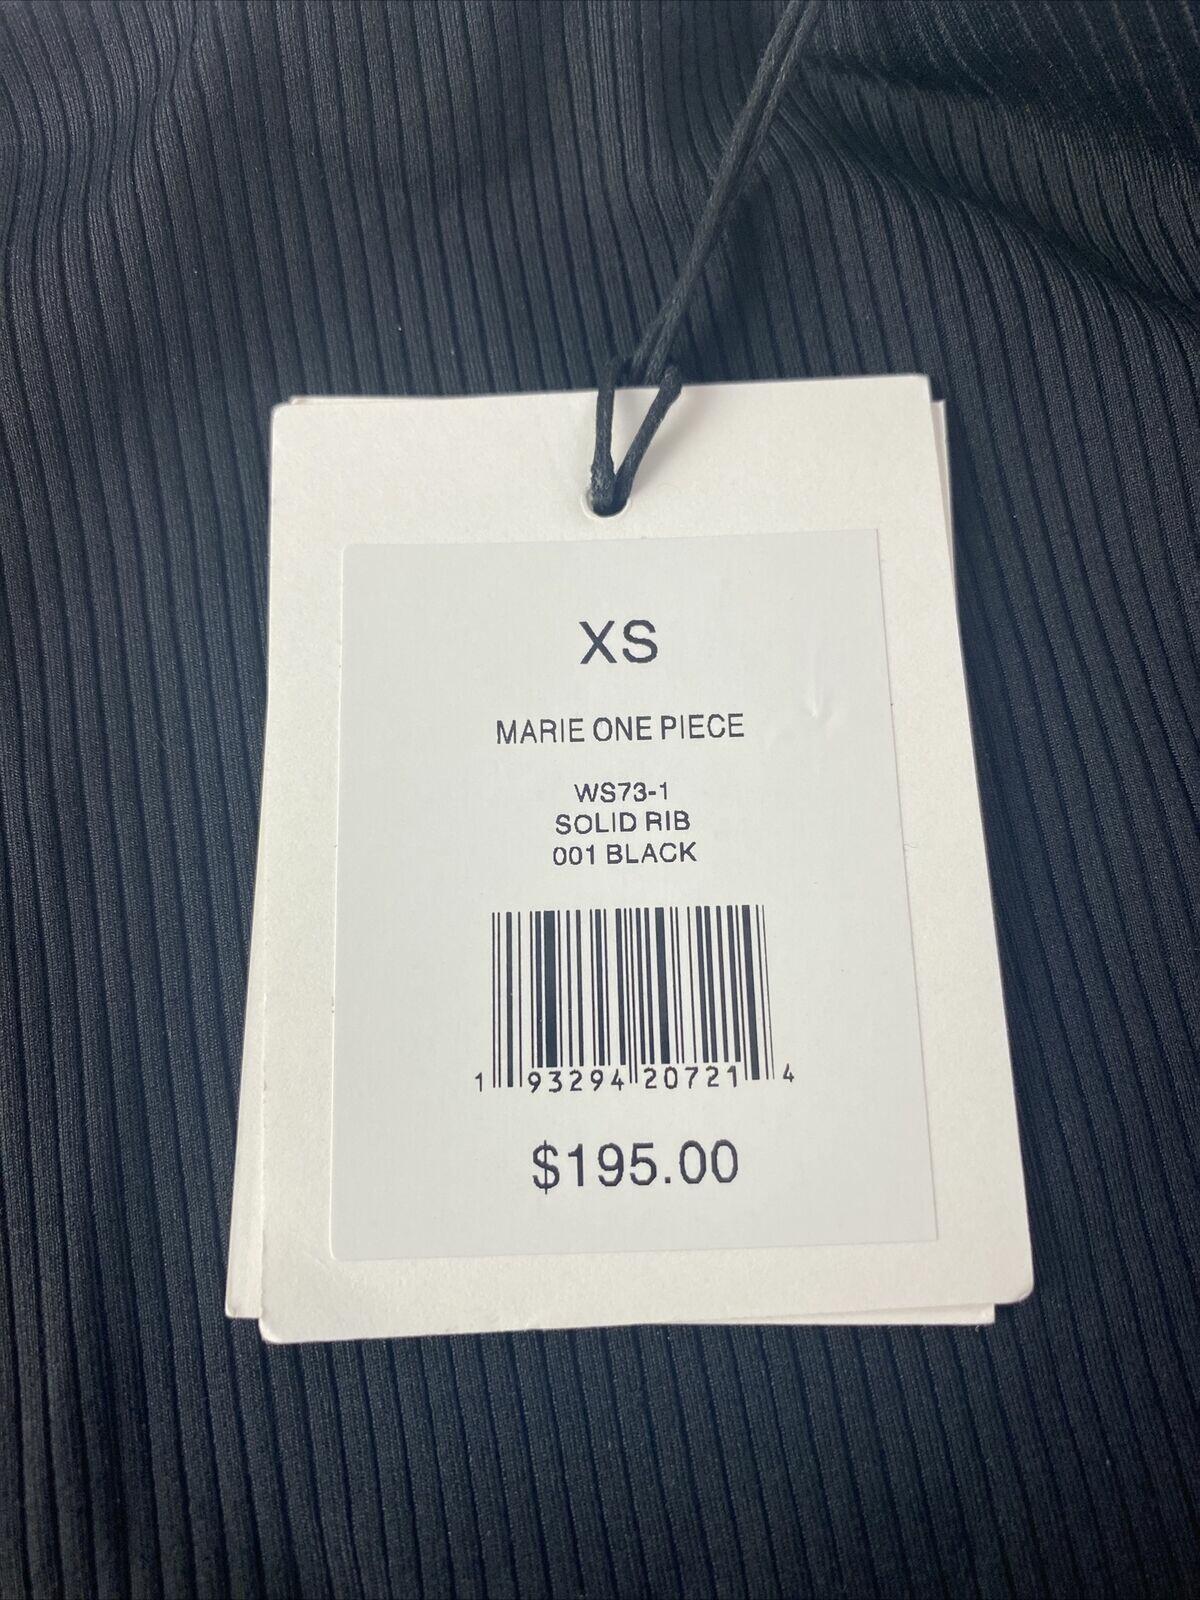 XS
MARIE ONE PIECE
WS73-1
SOLID RIB
001 BLACK
1 93294 20721 4
$195.00